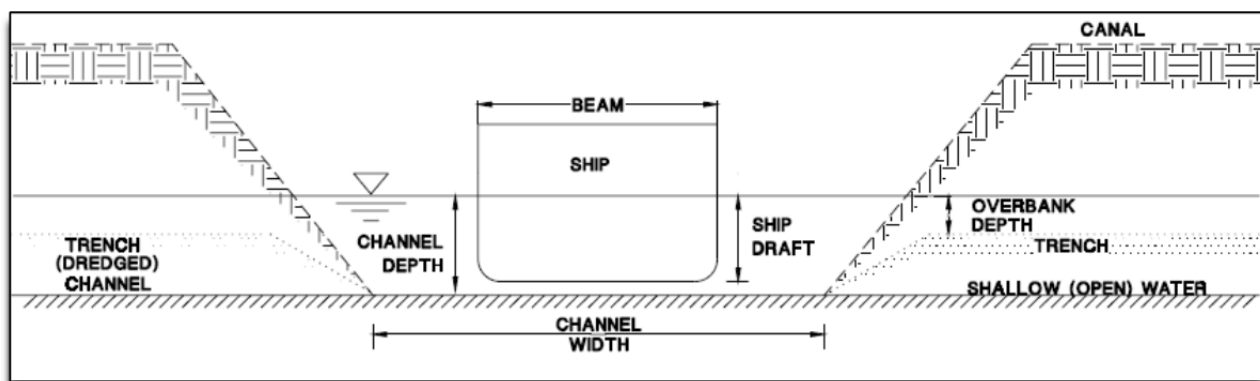 CANAL
BEAM
SHIP
CHANNEL
DEPTH
SHIP
DRAFT
OVERBANK
DEPTH
TRENCH
TRENCH
(DREDGED)
CHANNEL
SHALLOW (OPEN) WATER
CHANNEL
WIDTH